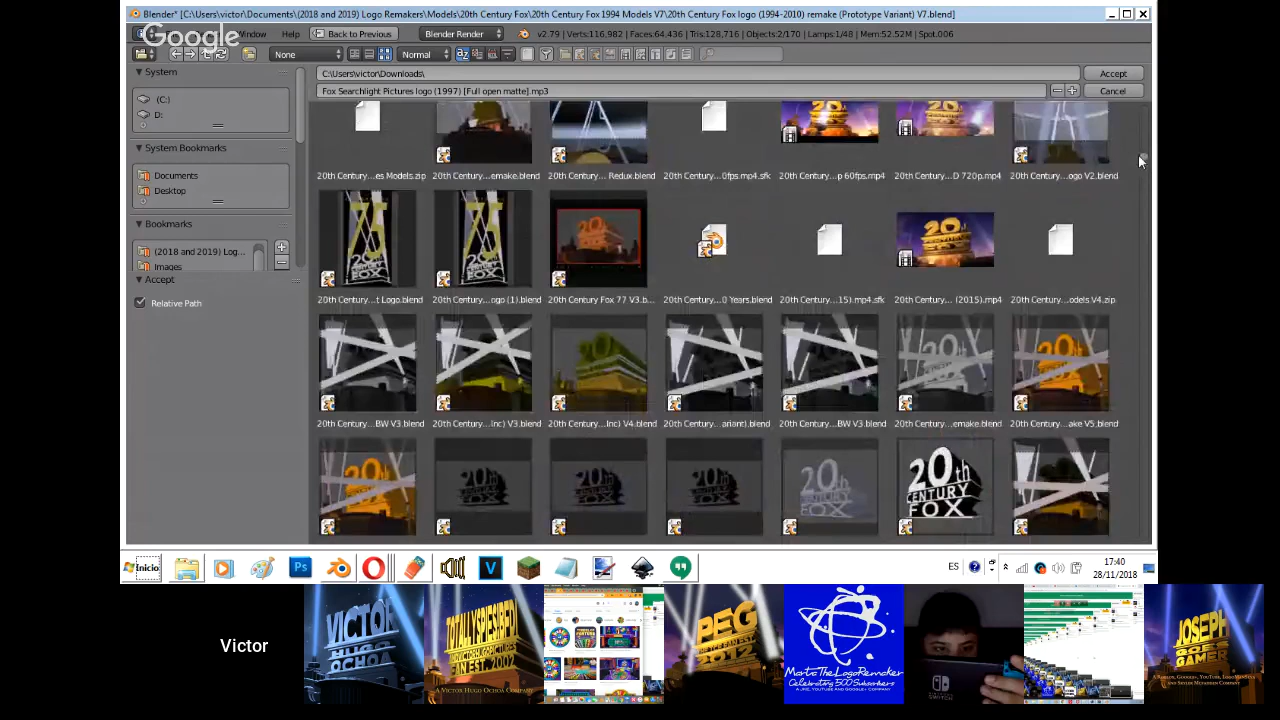 Blender* [C:\Users\victor\Documents\(2018 and 2019) Logo Remakers\Models\20th Century Fox\20th Century Fox 1994 Models V7\20th Century Fox logo (1994-2010) remake (Prototype Variant) V7.blend]
Google
Window Help Back to Previous Blender Render v2.79 | Verts:116,982 | Faces:64,436 | Tris:128,716 | Objects:2/170 | Lamps:1/48 | Mem:52.52M | Spot.006
None Normal
System
C:\Users\victor\Downloads\ Accept
Fox Searchlight Pictures logo (1997) [Full open matte].mp3 Cancel
(C:)
D:
System Bookmarks
Documents
Desktop
Bookmarks
(2018 and 2019) Log...
Images
Accept
Relative Path
20th Century...es Models.zip 20th Century...emake.blend 20th Century... Redux.blend 20th Century...0fps.mp4.sfk 20th Century...p 60fps.mp4 20th Century...D 720p.mp4 20th Century...ogo V2.blend
20th Century...t Logo.blend 20th Century...ogo (1).blend 20th Century Fox 77 V3.b... 20th Century...0 Years.blend 20th Century...15).mp4.sfk 20th Century... (2015).mp4 20th Century...odels V4.zip
20th Century...BW V3.blend 20th Century...Inc) V3.blend 20th Century...Inc) V4.blend 20th Century...ariant).blend 20th Century...BW V3.blend 20th Century...emake.blend 20th Century...ake V5.blend
20th
CENTURY
FOX
Inicio
Ps
V
ES
17:40
28/11/2018
Victor
VICTOR
HUGO
OCHOA
A VICTOR HUGO OCHOA COMPANY
MarteTheLogoRemaker
Celebrating 500 Subscribers
JOSEPH
GOES
GAMER